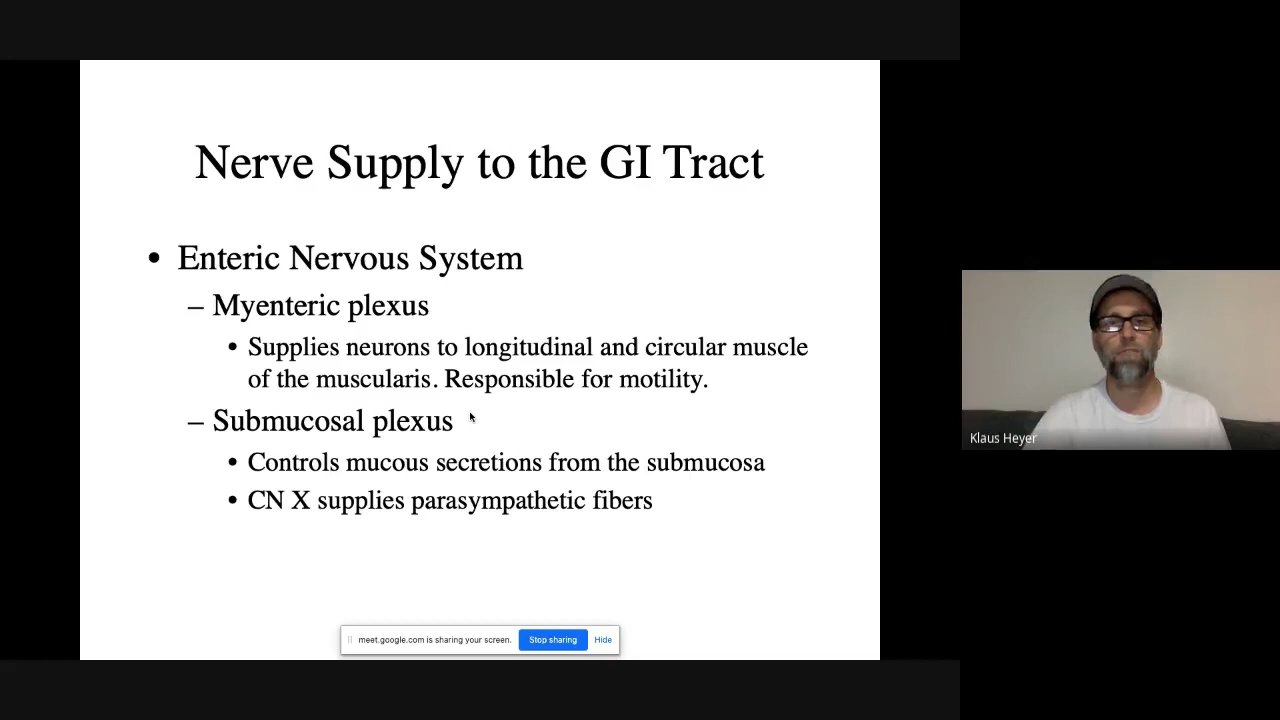 Nerve Supply to the GI Tract
• Enteric Nervous System
– Myenteric plexus
• Supplies neurons to longitudinal and circular muscle
of the muscularis. Responsible for motility.
– Submucosal plexus
• Controls mucous secretions from the submucosa
• CN X supplies parasympathetic fibers
meet.google.com is sharing your screen. Stop sharing Hide
Klaus Heyer